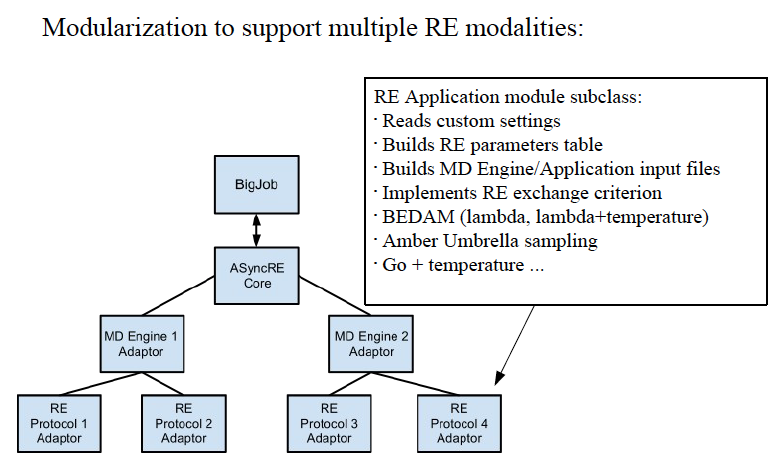 Modularization to support multiple RE modalities:
RE Application module subclass:
· Reads custom settings
· Builds RE parameters table
· Builds MD Engine/Application input files
· Implements RE exchange criterion
· BEDAM (lambda, lambda+temperature)
· Amber Umbrella sampling
· Go + temperature ...
BigJob
ASyncRE
Core
MD Engine 1
Adaptor
MD Engine 2
Adaptor
RE
Protocol 1
Adaptor
RE
Protocol 2
Adaptor
RE
Protocol 3
Adaptor
RE
Protocol 4
Adaptor